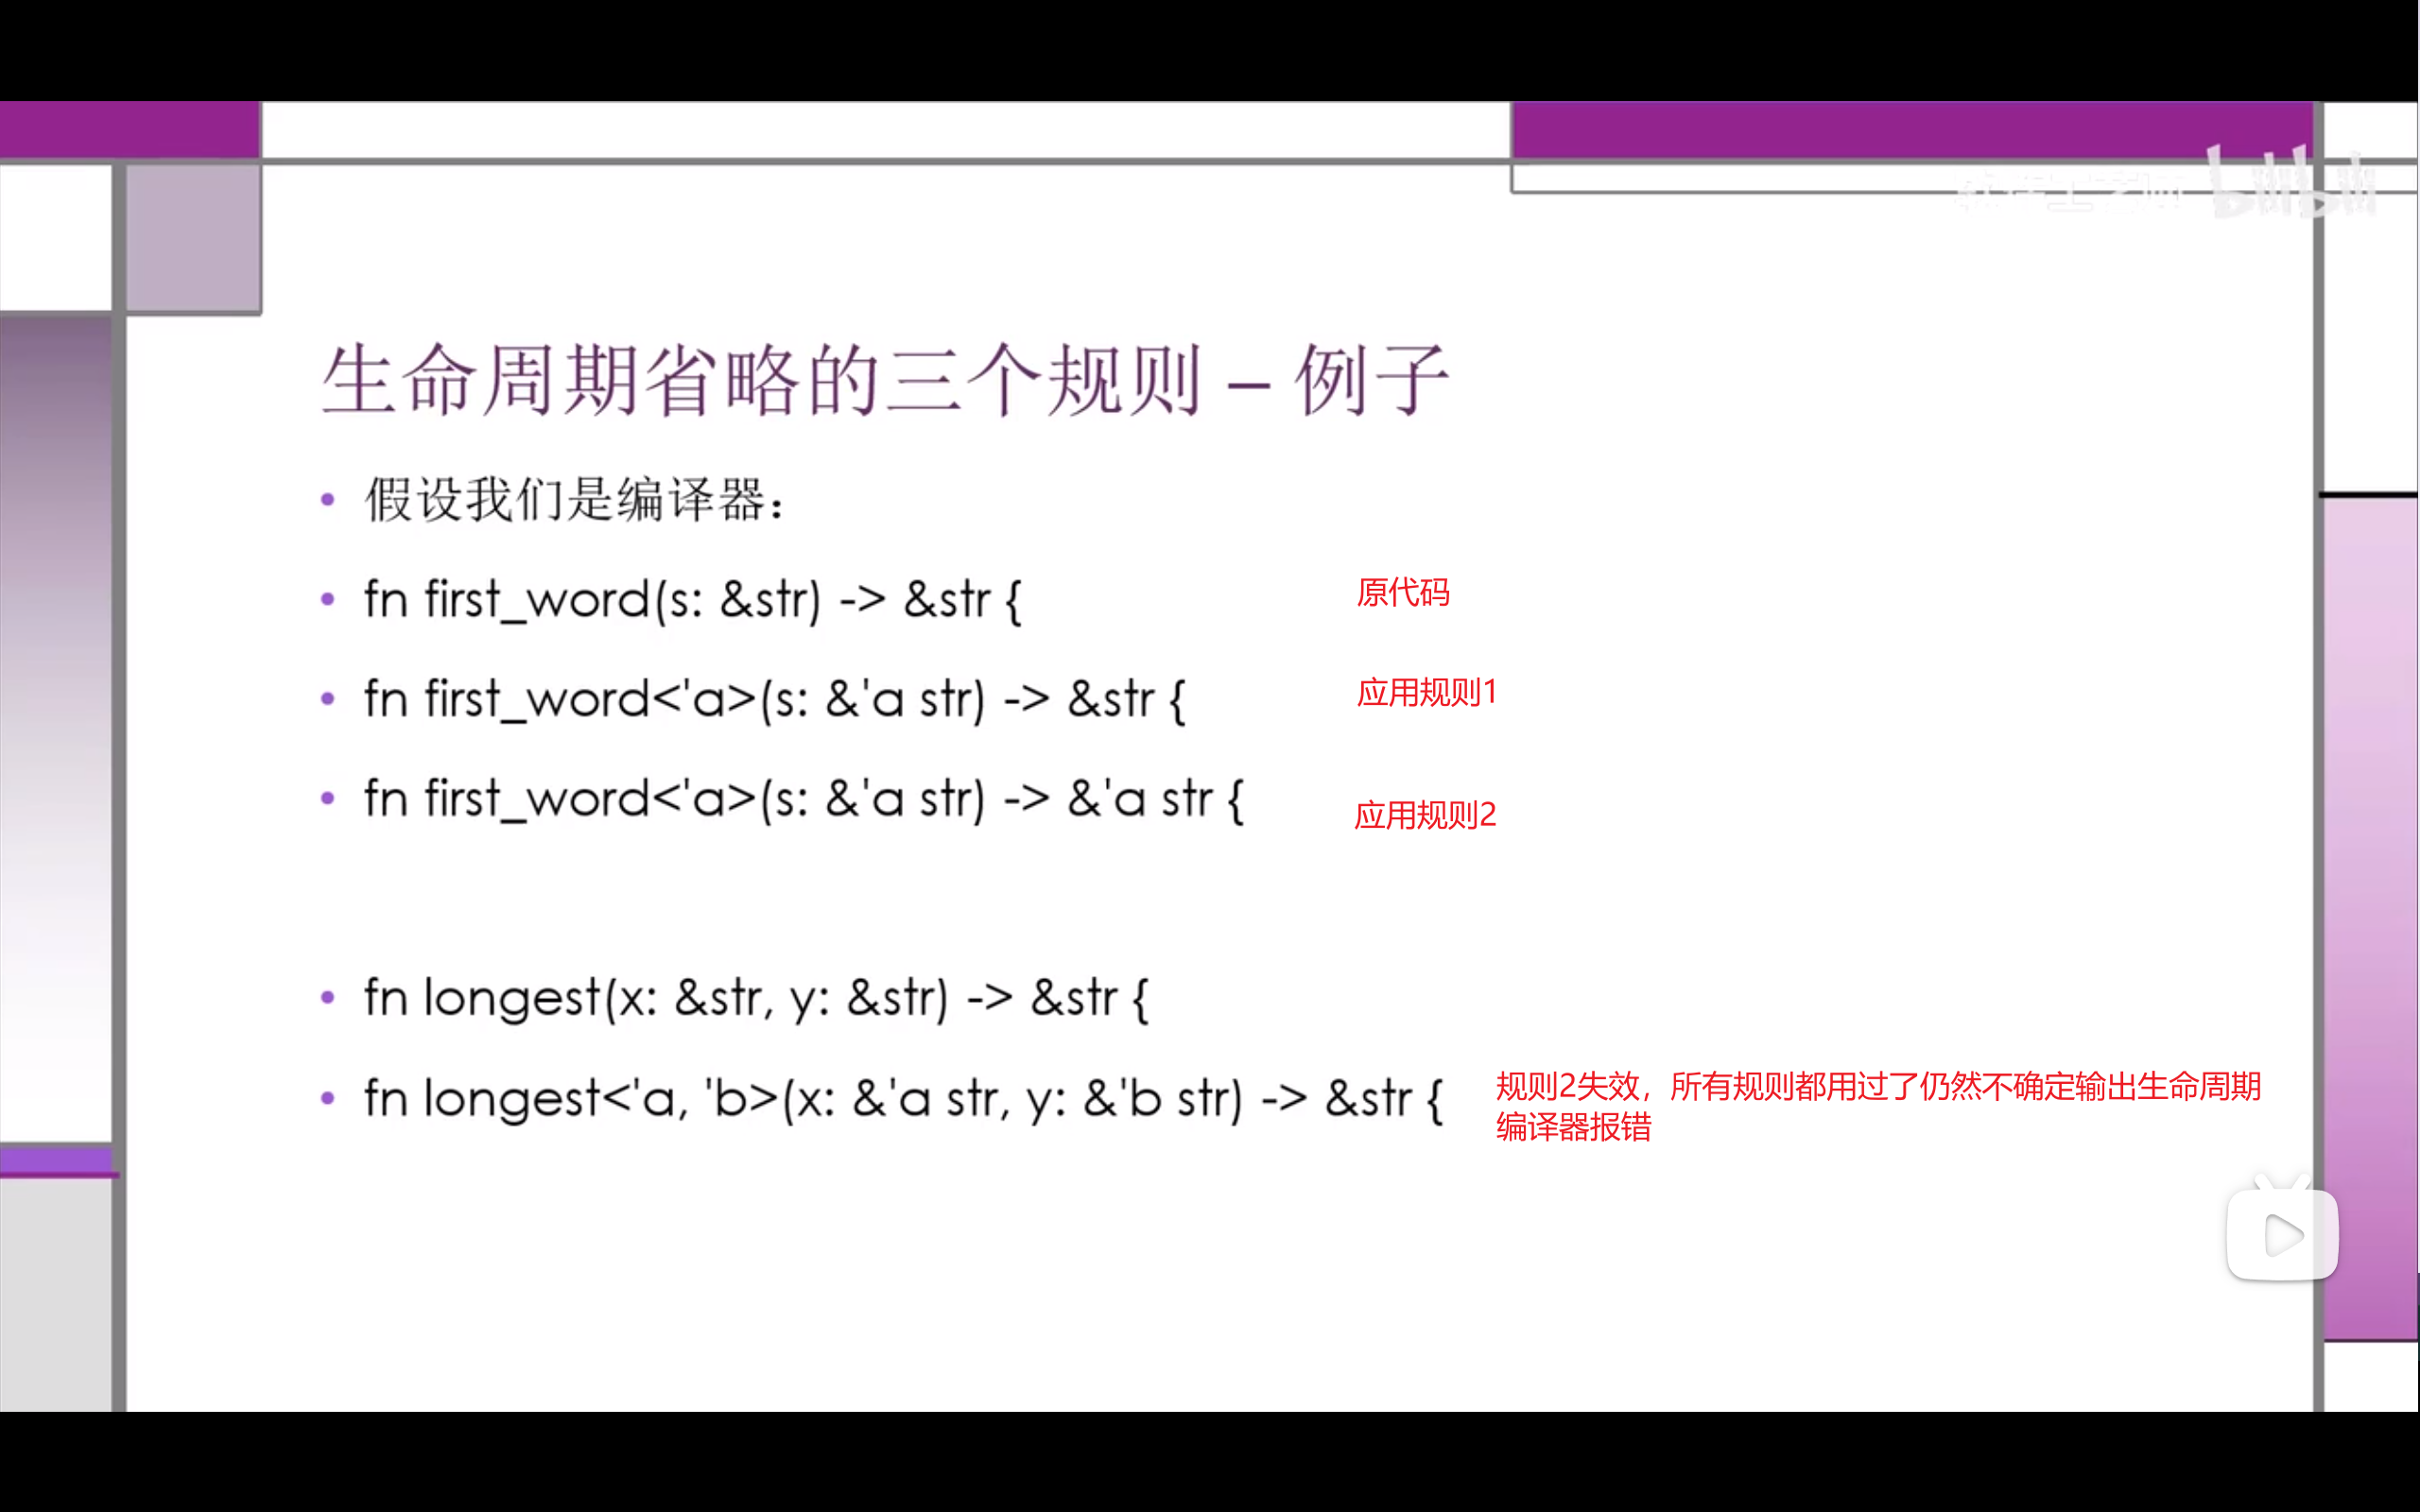 bilibili
生命周期省略的三个规则 – 例子
• 假设我们是编译器：
• fn first_word(s: &str) -> &str {
原代码
• fn first_word<'a>(s: &'a str) -> &str {
应用规则1
• fn first_word<'a>(s: &'a str) -> &'a str {
应用规则2
• fn longest(x: &str, y: &str) -> &str {
• fn longest<'a, 'b>(x: &'a str, y: &'b str) -> &str {
规则2失效，所有规则都用过了仍然不确定输出生命周期
编译器报错